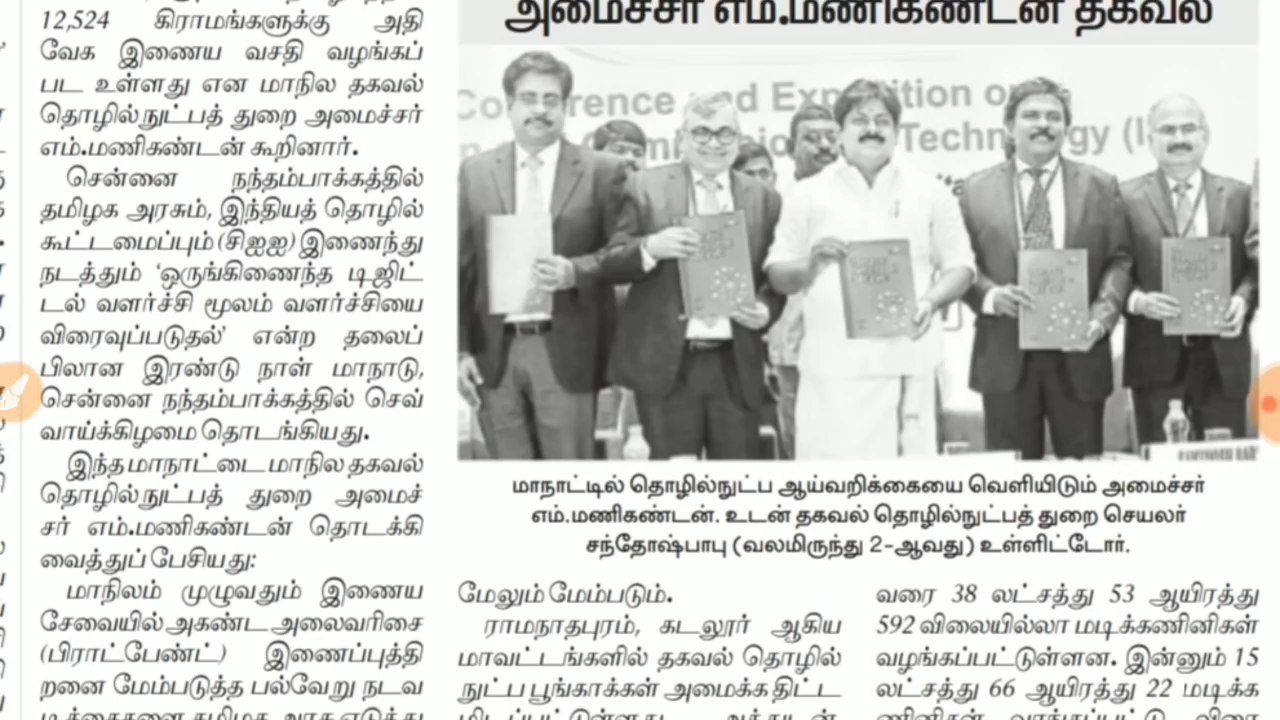 12,524 கிராமங்களுக்கு அதி
வேக இணைய வசதி வழங்கப்
பட உள்ளது என மாநில தகவல்
தொழில்நுட்பத் துறை அமைச்சர்
எம்.மணிகண்டன் கூறினார்.
சென்னை நந்தம்பாக்கத்தில்
தமிழக அரசும், இந்தியத் தொழில்
கூட்டமைப்பும் (சிஐஐ) இணைந்து
நடத்தும் ‘ஒருங்கிணைந்த டிஜிட்
டல் வளர்ச்சி மூலம் வளர்ச்சியை
விரைவுப்படுதல்’ என்ற தலைப்
பிலான இரண்டு நாள் மாநாடு,
சென்னை நந்தம்பாக்கத்தில் செவ்
வாய்க்கிழமை தொடங்கியது.
இந்த மாநாட்டை மாநில தகவல்
தொழில்நுட்பத் துறை அமைச்
சர் எம்.மணிகண்டன் தொடக்கி
வைத்துப் பேசியது:
மாநிலம் முழுவதும் இணைய
சேவையில் அகண்ட அலைவரிசை
(பிராட்பேண்ட்) இணைப்புத்தி
றனை மேம்படுத்த பல்வேறு நடவ
அமைச்சர் எம்.மணிகண்டன் தகவல்
Conference and Exposition on
Technology
மாநாட்டில் தொழில்நுட்ப ஆய்வறிக்கையை வெளியிடும் அமைச்சர்
எம்.மணிகண்டன். உடன் தகவல் தொழில்நுட்பத் துறை செயலர்
சந்தோஷ்பாபு (வலமிருந்து 2-ஆவது) உள்ளிட்டோர்.
மேலும் மேம்படும்.
ராமநாதபுரம், கடலூர் ஆகிய
மாவட்டங்களில் தகவல் தொழில்
நுட்ப பூங்காக்கள் அமைக்க திட்ட
வரை 38 லட்சத்து 53 ஆயிரத்து
592 விலையில்லா மடிக்கணினிகள்
வழங்கப்பட்டுள்ளன. இன்னும் 15
லட்சத்து 66 ஆயிரத்து 22 மடிக்க